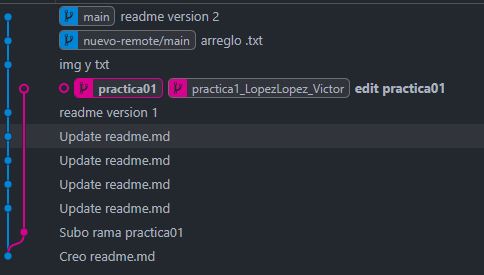 main readme version 2
nuevo-remote/main arreglo .txt
img y txt
practica01 practica1_LopezLopez_Victor edit practica01
readme version 1
Update readme.md
Update readme.md
Update readme.md
Update readme.md
Subo rama practica01
Creo readme.md